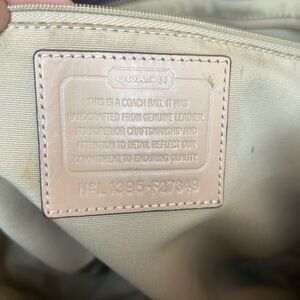 COACH
THIS IS A COACH BAG. IT WAS
HANDCRAFTED FROM GENUINE LEATHER.
ITS SUPERIOR CRAFTSMANSHIP AND
ATTENTION TO DETAIL REFLECT OUR
COMMITMENT TO ENDURING QUALITY.
NO L1395-S27349